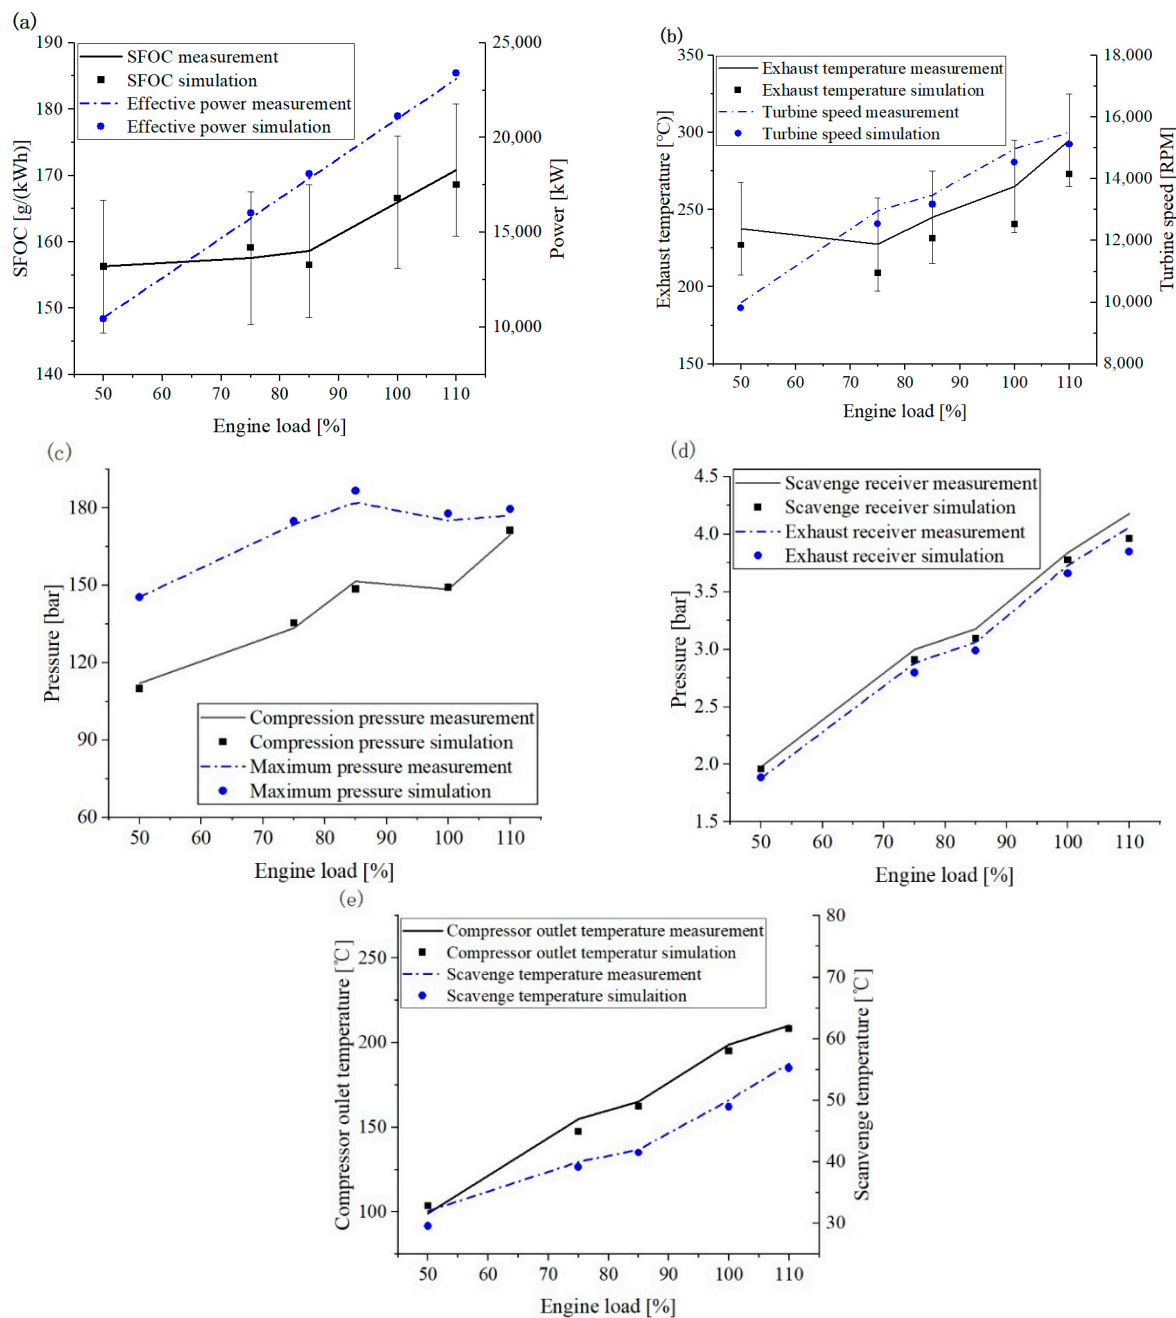 (a)
190
180
170
160
150
140
SFOC [g/(kWh)]
SFOC measurement
SFOC simulation
Effective power measurement
Effective power simulation
25,000
20,000
15,000
10,000
Power [kW]
50 60 70 80 90 100 110
Engine load [%]
(b)
350
300
250
200
150
Exhaust temperature [°C]
Exhaust temperature measurement
Exhaust temperature simulation
Turbine speed measurement
Turbine speed simulation
18,000
16,000
14,000
12,000
10,000
8,000
Turbine speed [RPM]
50 60 70 80 90 100 110
Engine load [%]
(c)
180
150
120
90
60
Pressure [bar]
Compression pressure measurement
Compression pressure simulation
Maximum pressure measurement
Maximum pressure simulation
50 60 70 80 90 100 110
Engine load [%]
(d)
4.5
4.0
3.5
3.0
2.5
2.0
1.5
Pressure [bar]
Scavenge receiver measurement
Scavenge receiver simulation
Exhaust receiver measurement
Exhaust receiver simulation
50 60 70 80 90 100 110
Engine load [%]
(e)
250
200
150
100
Compressor oulet temperature [℃]
Compressor outlet temperature measurement
Compressor outlet temperatur simulation
Scavenge temperature measurement
Scavenge temperature simulaition
80
70
60
50
40
30
Scanvenge temperature [℃]
50 60 70 80 90 100 110
Engine load [%]